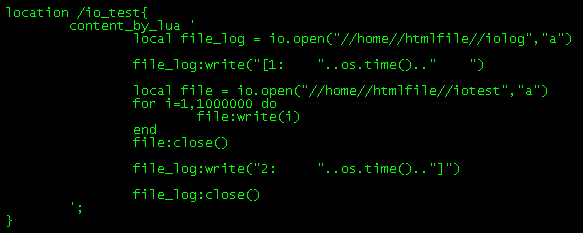 location /io_test{
        content_by_lua '
                local file_log = io.open("//home//htmlfile//iolog","a")
                file_log:write("[1:    "..os.time().."    ")
                local file = io.open("//home//htmlfile//iotest","a")
                for i=1,1000000 do
                        file:write(i)
                end
                file:close()
                file_log:write("2:    "..os.time().."]")
                file_log:close()
        ';
}